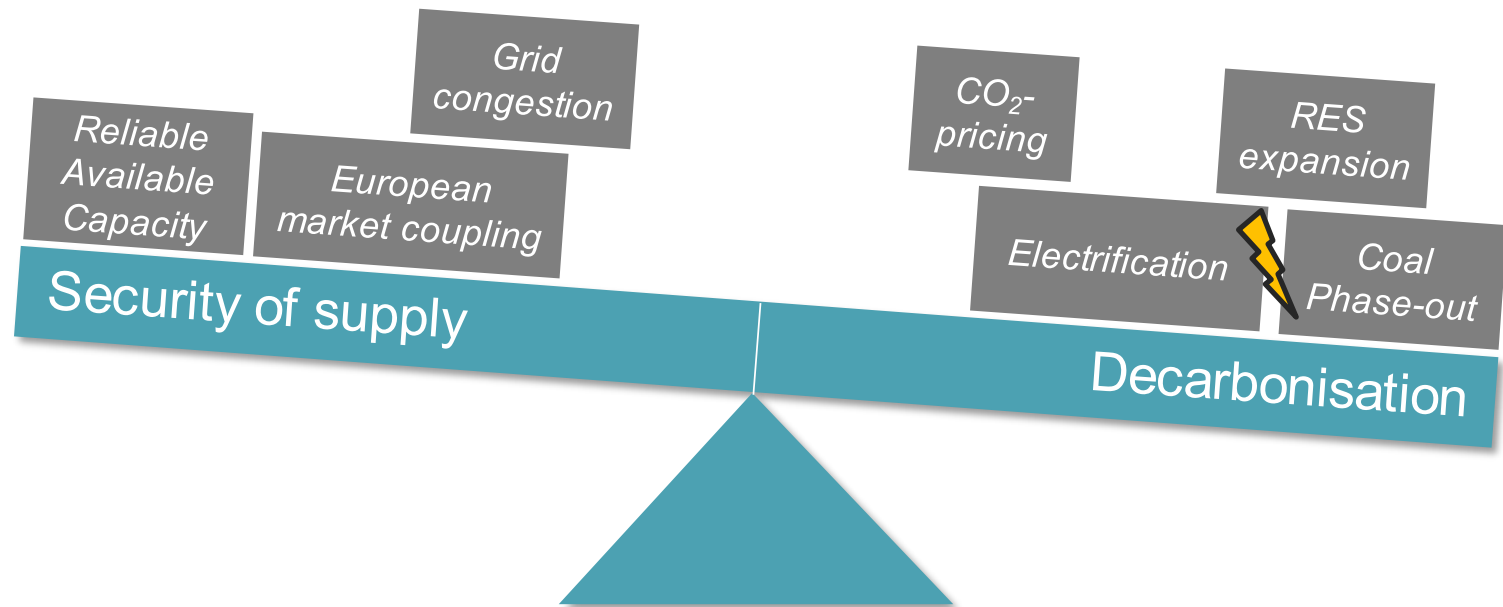 Grid
congestion
Reliable
Available
Capacity
European
market coupling
Security of supply
CO₂-
pricing
RES
expansion
Electrification
Coal
Phase-out
Decarbonisation